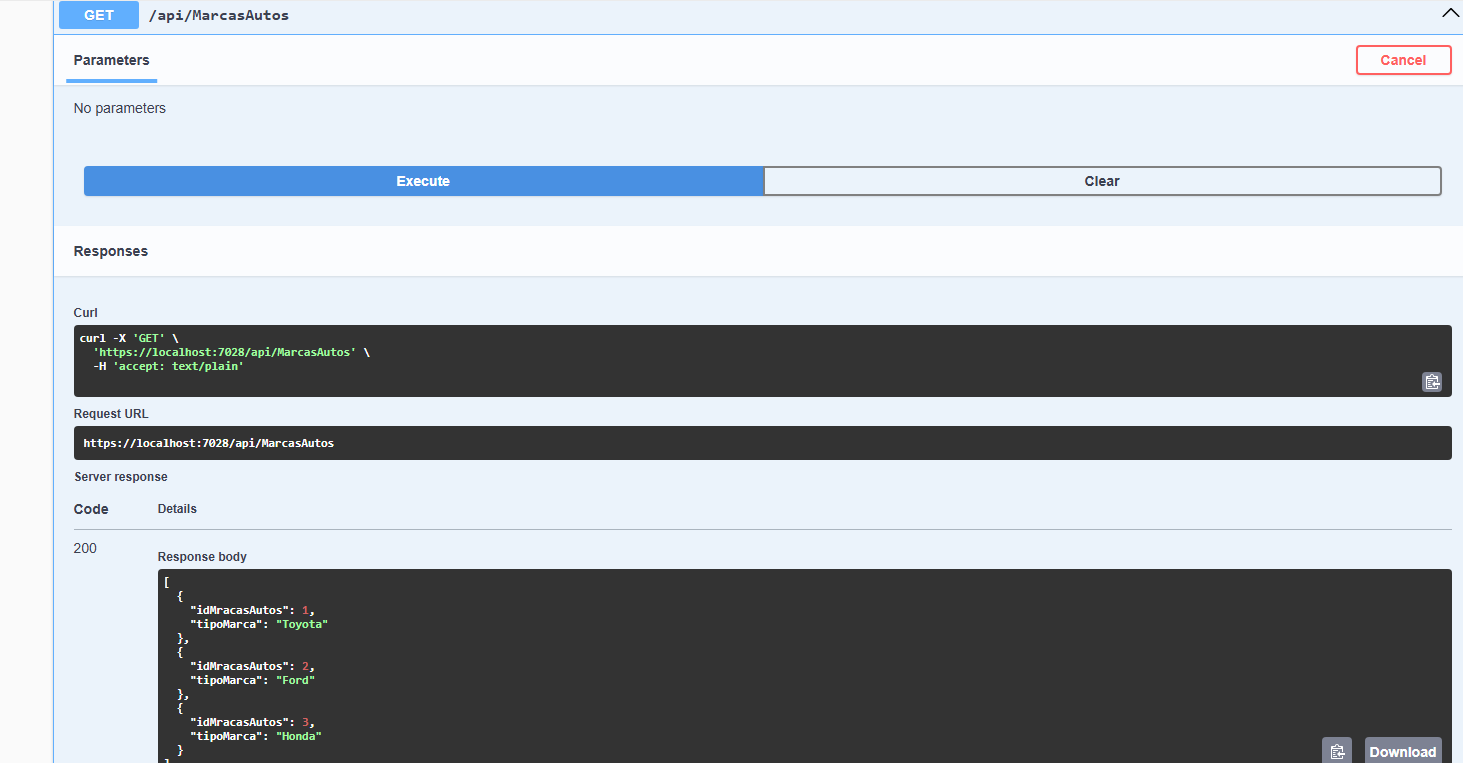 GET /api/MarcasAutos
Parameters
Cancel
No parameters
Execute
Clear
Responses
Curl
curl -X 'GET' \
'https://localhost:7028/api/MarcasAutos' \
-H 'accept: text/plain'
Request URL
https://localhost:7028/api/MarcasAutos
Server response
Code Details
200
Response body
[
{
"idMracasAutos": 1,
"tipoMarca": "Toyota"
},
{
"idMracasAutos": 2,
"tipoMarca": "Ford"
},
{
"idMracasAutos": 3,
"tipoMarca": "Honda"
}
]
Download